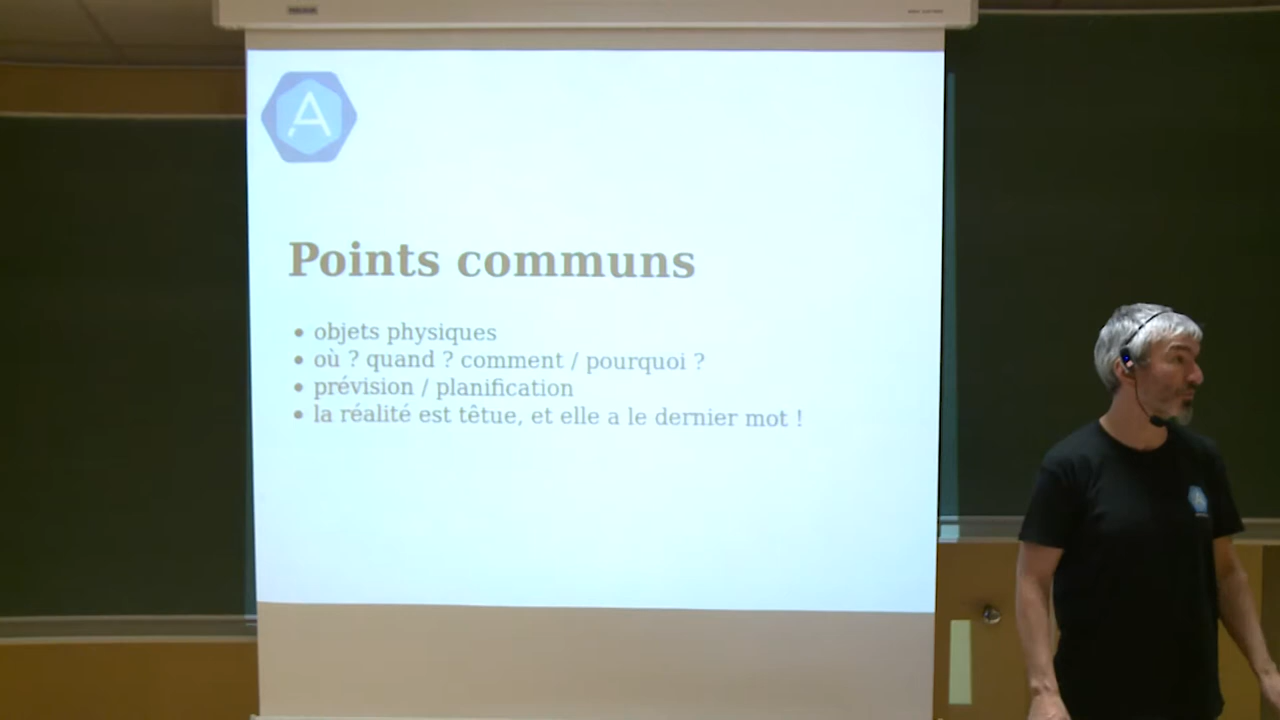 A
Points communs
• objets physiques
• où ? quand ? comment / pourquoi ?
• prévision / planification
• la réalité est têtue, et elle a le dernier mot !